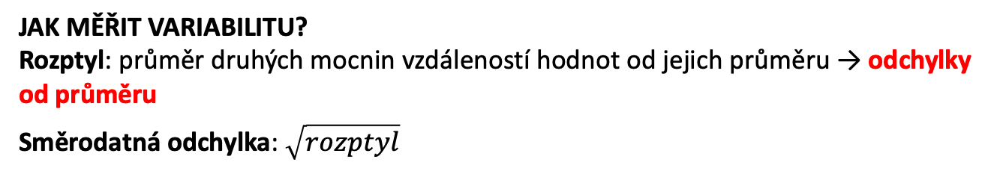 JAK MĚŘIT VARIABILITU?
Rozptyl: průměr druhých mocnin vzdáleností hodnot od jejich průměru → odchylky
od průměru
Směrodatná odchylka: √rozptyl